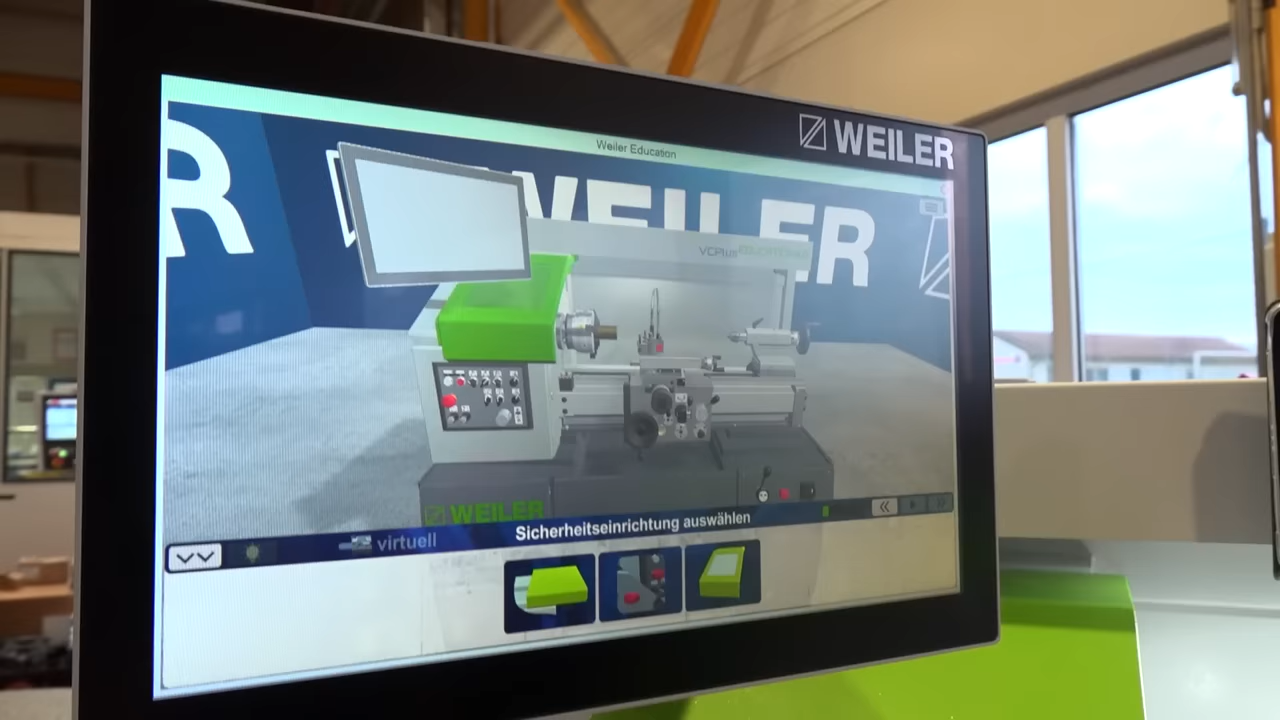 WEILER
Weiler Education
R
WEILER
VCPlus
WEILER
Sicherheitseinrichtung auswählen
virtuell